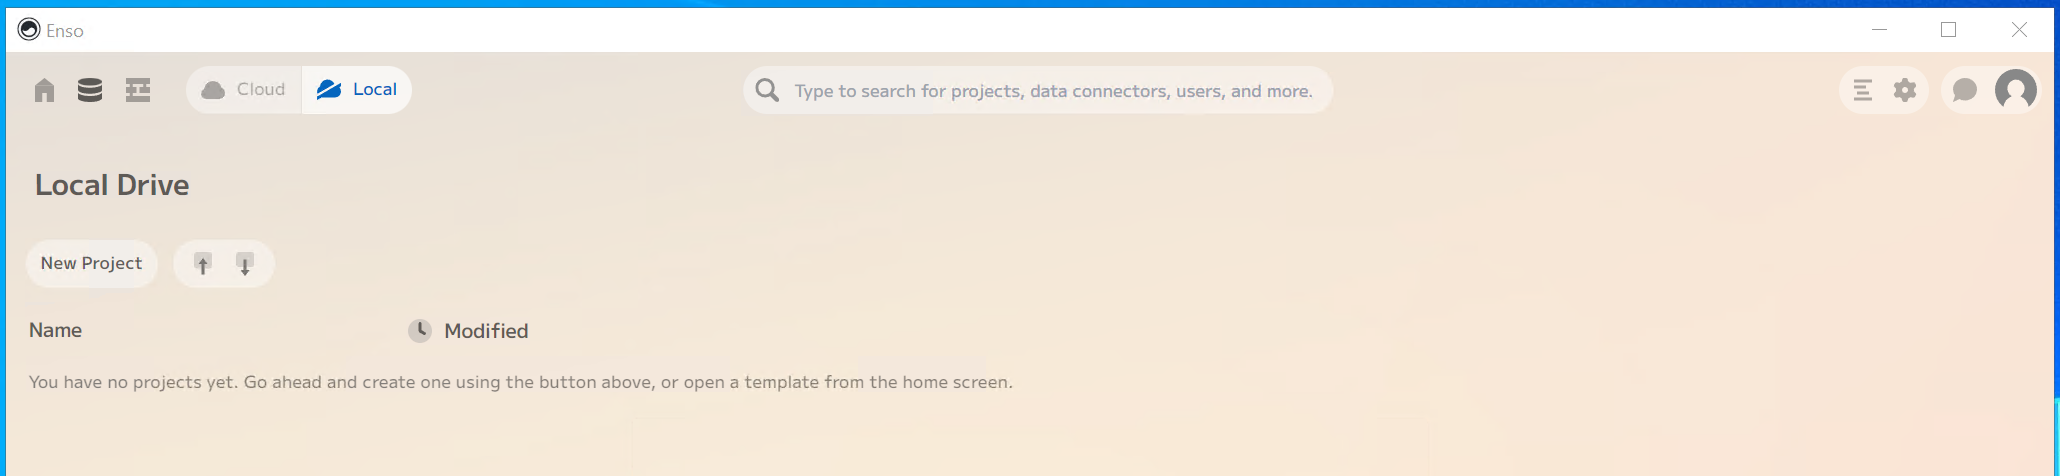 Enso
Cloud Local
Type to search for projects, data connectors, users, and more.
Local Drive
New Project
Name Modified
You have no projects yet. Go ahead and create one using the button above, or open a template from the home screen.